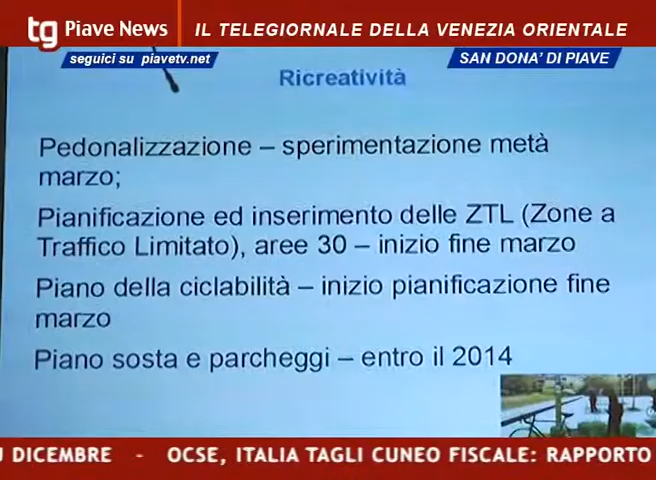 tg Piave News
IL TELEGIORNALE DELLA VENEZIA ORIENTALE
seguici su piavetv.net
SAN DONA' DI PIAVE
Ricreatività
Pedonalizzazione – sperimentazione metà
marzo;
Pianificazione ed inserimento delle ZTL (Zone a
Traffico Limitato), aree 30 – inizio fine marzo
Piano della ciclabilità – inizio pianificazione fine
marzo
Piano sosta e parcheggi – entro il 2014
DICEMBRE - OCSE, ITALIA TAGLI CUNEO FISCALE: RAPPORTO